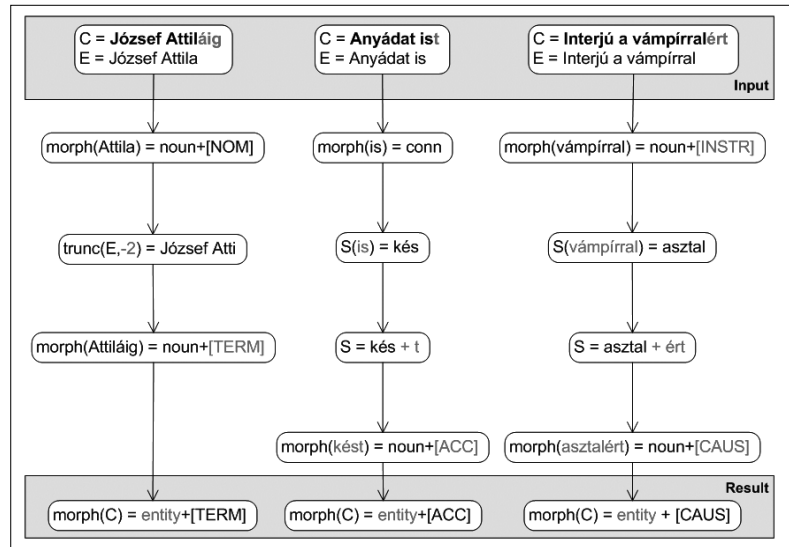 C = József Attiláig
E = József Attila
C = Anyádat ist
E = Anyádat is
C = Interjú a vámpírralért
E = Interjú a vámpírral
Input
morph(Attila) = noun+[NOM]
morph(is) = conn
morph(vámpírral) = noun+[INSTR]
trunc(E,-2) = József Atti
S(is) = kés
S(vámpírral) = asztal
morph(Attiláig) = noun+[TERM]
S = kés + t
S = asztal + ért
morph(kést) = noun+[ACC]
morph(asztalért) = noun+[CAUS]
Result
morph(C) = entity+[TERM]
morph(C) = entity+[ACC]
morph(C) = entity + [CAUS]